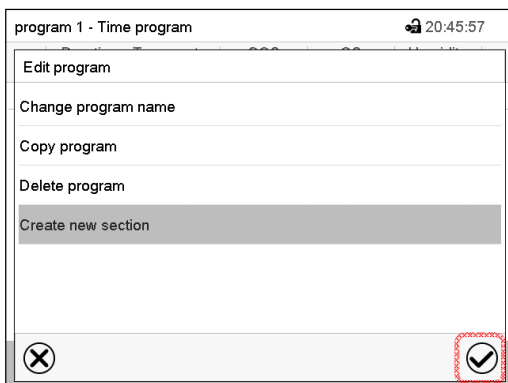 program 1 - Time program 20:45:57
Edit program
Change program name
Copy program
Delete program
Create new section